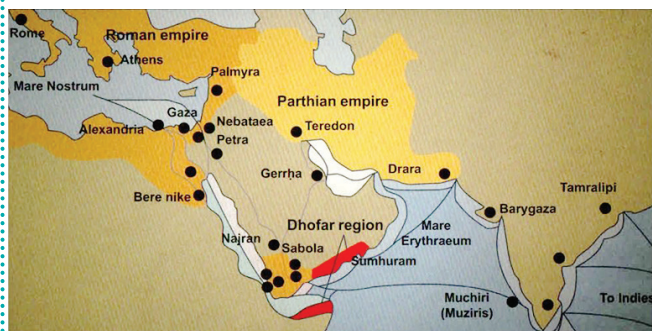 Rome
Roman empire
Athens
Palmyra
Mare Nostrum
Parthian empire
Gaza
Nebataea
Teredon
Alexandria
Petra
Gerrha
Drara
Tamralipi
Bere nike
Barygaza
Dhofar region
Mare
Erythraeum
Najran
Sabola
Sumhuram
Muchiri
(Muziris)
To Indies